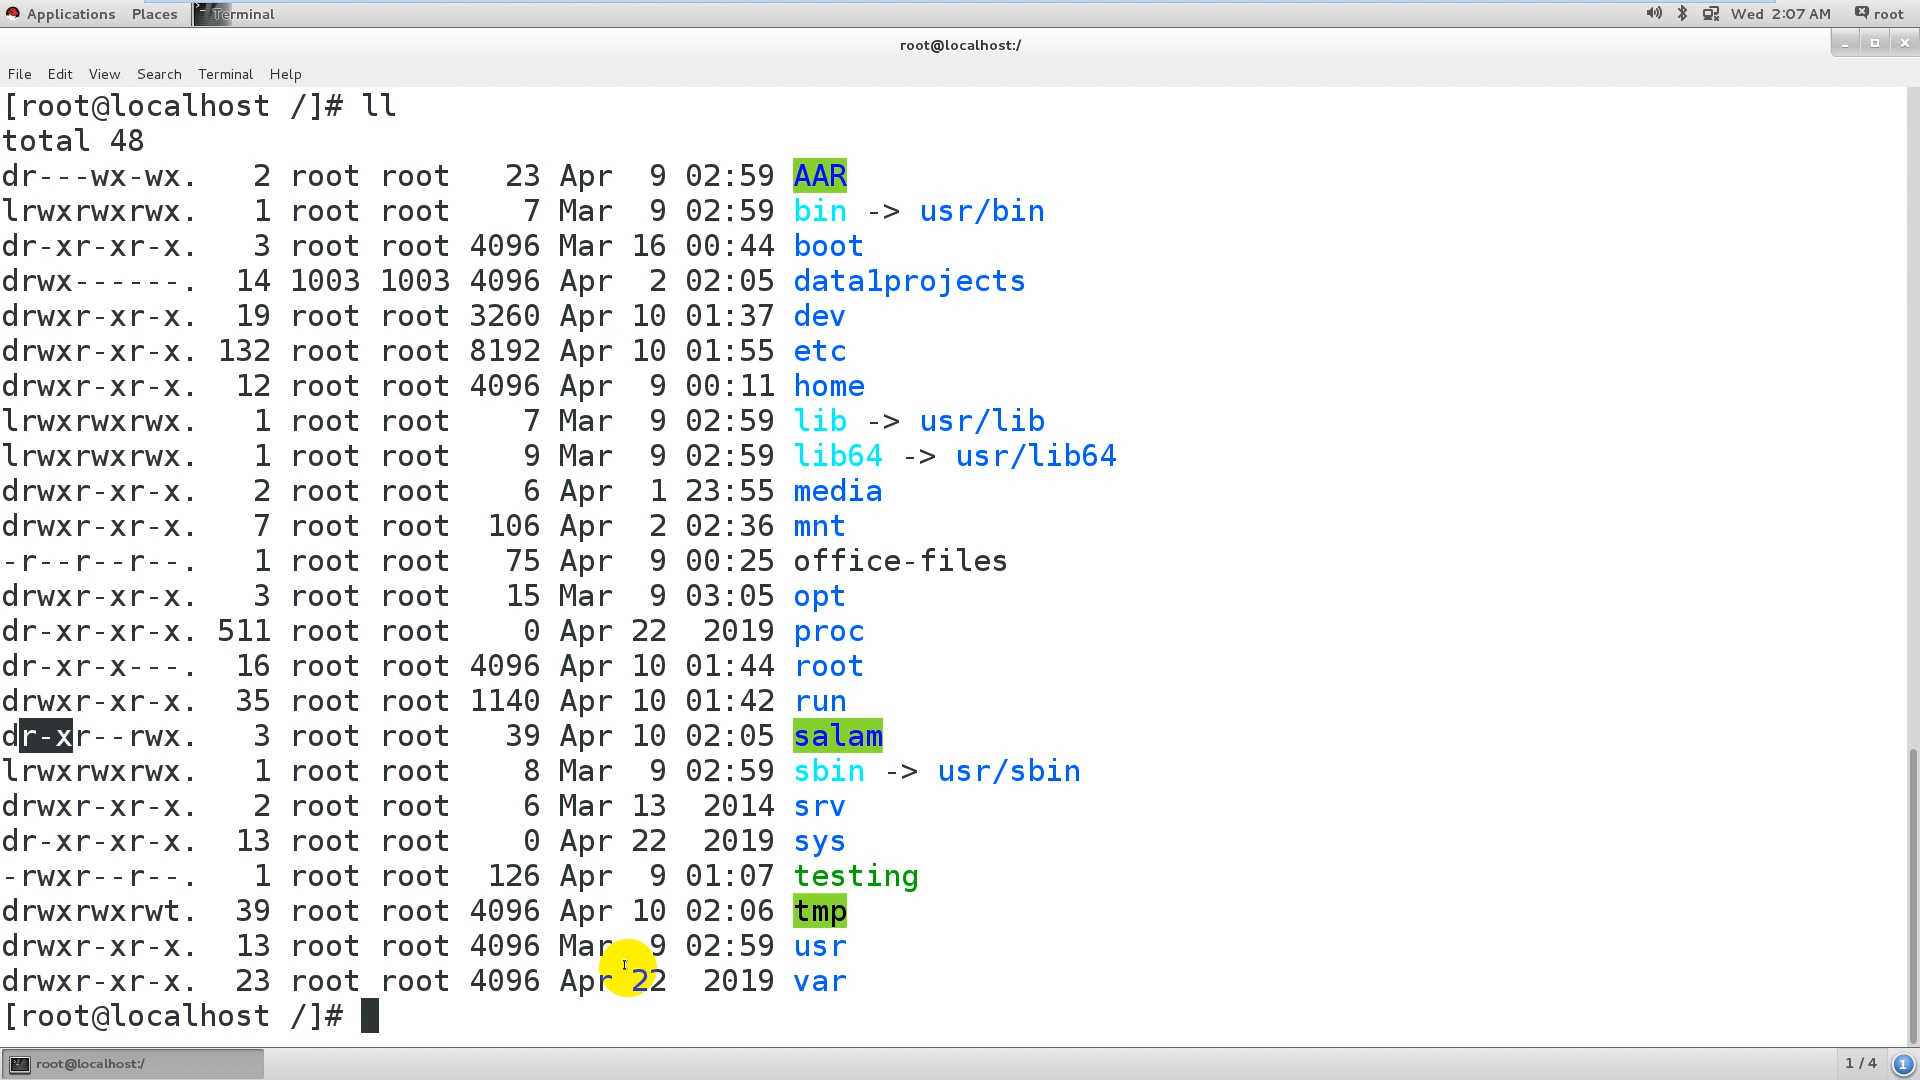 Applications Places Terminal Wed 2:07 AM root
root@localhost:/
File Edit View Search Terminal Help
[root@localhost /]# ll
total 48
dr---wx-wx. 2 root root 23 Apr 9 02:59 AAR
lrwxrwxrwx. 1 root root 7 Mar 9 02:59 bin -> usr/bin
dr-xr-xr-x. 3 root root 4096 Mar 16 00:44 boot
drwx------. 14 1003 1003 4096 Apr 2 02:05 data1projects
drwxr-xr-x. 19 root root 3260 Apr 10 01:37 dev
drwxr-xr-x. 132 root root 8192 Apr 10 01:55 etc
drwxr-xr-x. 12 root root 4096 Apr 9 00:11 home
lrwxrwxrwx. 1 root root 7 Mar 9 02:59 lib -> usr/lib
lrwxrwxrwx. 1 root root 9 Mar 9 02:59 lib64 -> usr/lib64
drwxr-xr-x. 2 root root 6 Apr 1 23:55 media
drwxr-xr-x. 7 root root 106 Apr 2 02:36 mnt
-r--r--r--. 1 root root 75 Apr 9 00:25 office-files
drwxr-xr-x. 3 root root 15 Mar 9 03:05 opt
dr-xr-xr-x. 511 root root 0 Apr 22 2019 proc
dr-xr-x---. 16 root root 4096 Apr 10 01:44 root
drwxr-xr-x. 35 root root 1140 Apr 10 01:42 run
dr-xr--rwx. 3 root root 39 Apr 10 02:05 salam
lrwxrwxrwx. 1 root root 8 Mar 9 02:59 sbin -> usr/sbin
drwxr-xr-x. 2 root root 6 Mar 13 2014 srv
dr-xr-xr-x. 13 root root 0 Apr 22 2019 sys
-rwxr--r--. 1 root root 126 Apr 9 01:07 testing
drwxrwxrwt. 39 root root 4096 Apr 10 02:06 tmp
drwxr-xr-x. 13 root root 4096 Mar 9 02:59 usr
drwxr-xr-x. 23 root root 4096 Apr 22 2019 var
[root@localhost /]#
root@localhost:/ 1 / 4 1